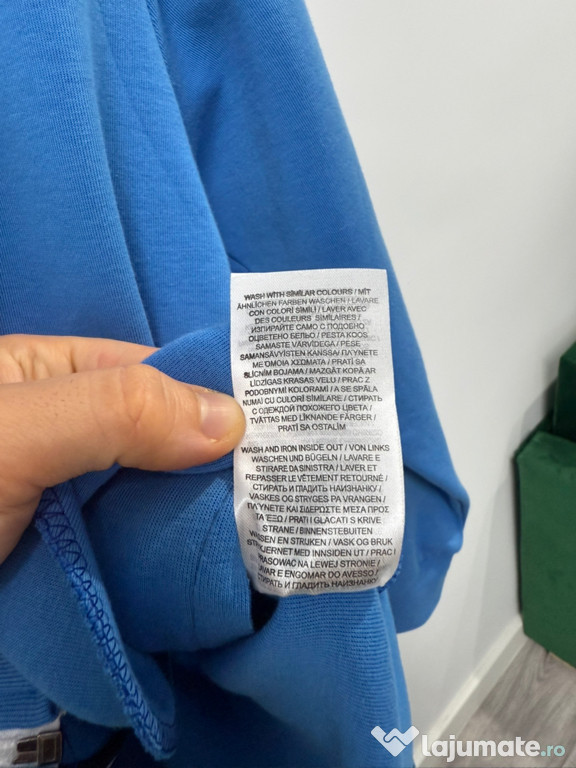 WASH WITH SIMILAR COLOURS / MIT
ÄHNLICHEN FARBEN WASCHEN / LAVARE
CON COLORI SIMILI / LAVER AVEC
DES COULEURS SIMILAIRES /
ИЗПИРАЙТЕ САМО С ПОДОБНО
ОЦВЕТЕНО БЕЛЬО / PESTA KOOS
SAMASTE VÄRVIDEGA / PESE
SAMANSÄVYISTEN KANSSA / ΠΛΥΝΕΤΕ
ΜΕ ΟΜΟΙΑ ΧΡΩΜΑΤΑ / PRATI SA
SLIČNIM BOJAMA / MAZGĀT KOPĀ AR
LĪDZĪGAS KRĀSAS VEĻU / PRAĆ Z
PODOBNYMI KOLORAMI / A SE SPĂLA
NUMAI CU CULORI SIMILARE / СТИРАТЬ
С ОДЕЖДОЙ ПОХОЖЕГО ЦВЕТА /
TVÄTTAS MED LIKNANDE FÄRGER /
PRATÍ SA OSTALÍM
WASH AND IRON INSIDE OUT / VON LINKS
WASCHEN UND BÜGELN / LAVARE E
STIRARE DA SINISTRA / LAVER ET
REPASSER LE VÊTEMENT RETOURNÉ /
СТИРАТЬ И ГЛАДИТЬ НАИЗНАНКУ /
VASKES OG STRYGES PÅ VRANGEN /
ΠΛΥΝΕΤΕ ΚΑΙ ΣΙΔΕΡΩΣΤΕ ΜΕΣΑ ΠΡΟΣ
ΤΑ ΈΞΩ / PRATI I GLAČATI S KRIVE
STRANE / BINNENSTEBUITEN
WASSEN EN STRIJKEN / VASK OG BRUK
STRYKJERNET MED INNSIDEN UT / PRAĆ I
PRASOWAĆ NA LEWEJ STRONIE /
LAVAR E ENGOMAR DO AVESSO /
СТИРАТЬ И ГЛАДИТЬ НАИЗНАНКУ /
lajumate.ro